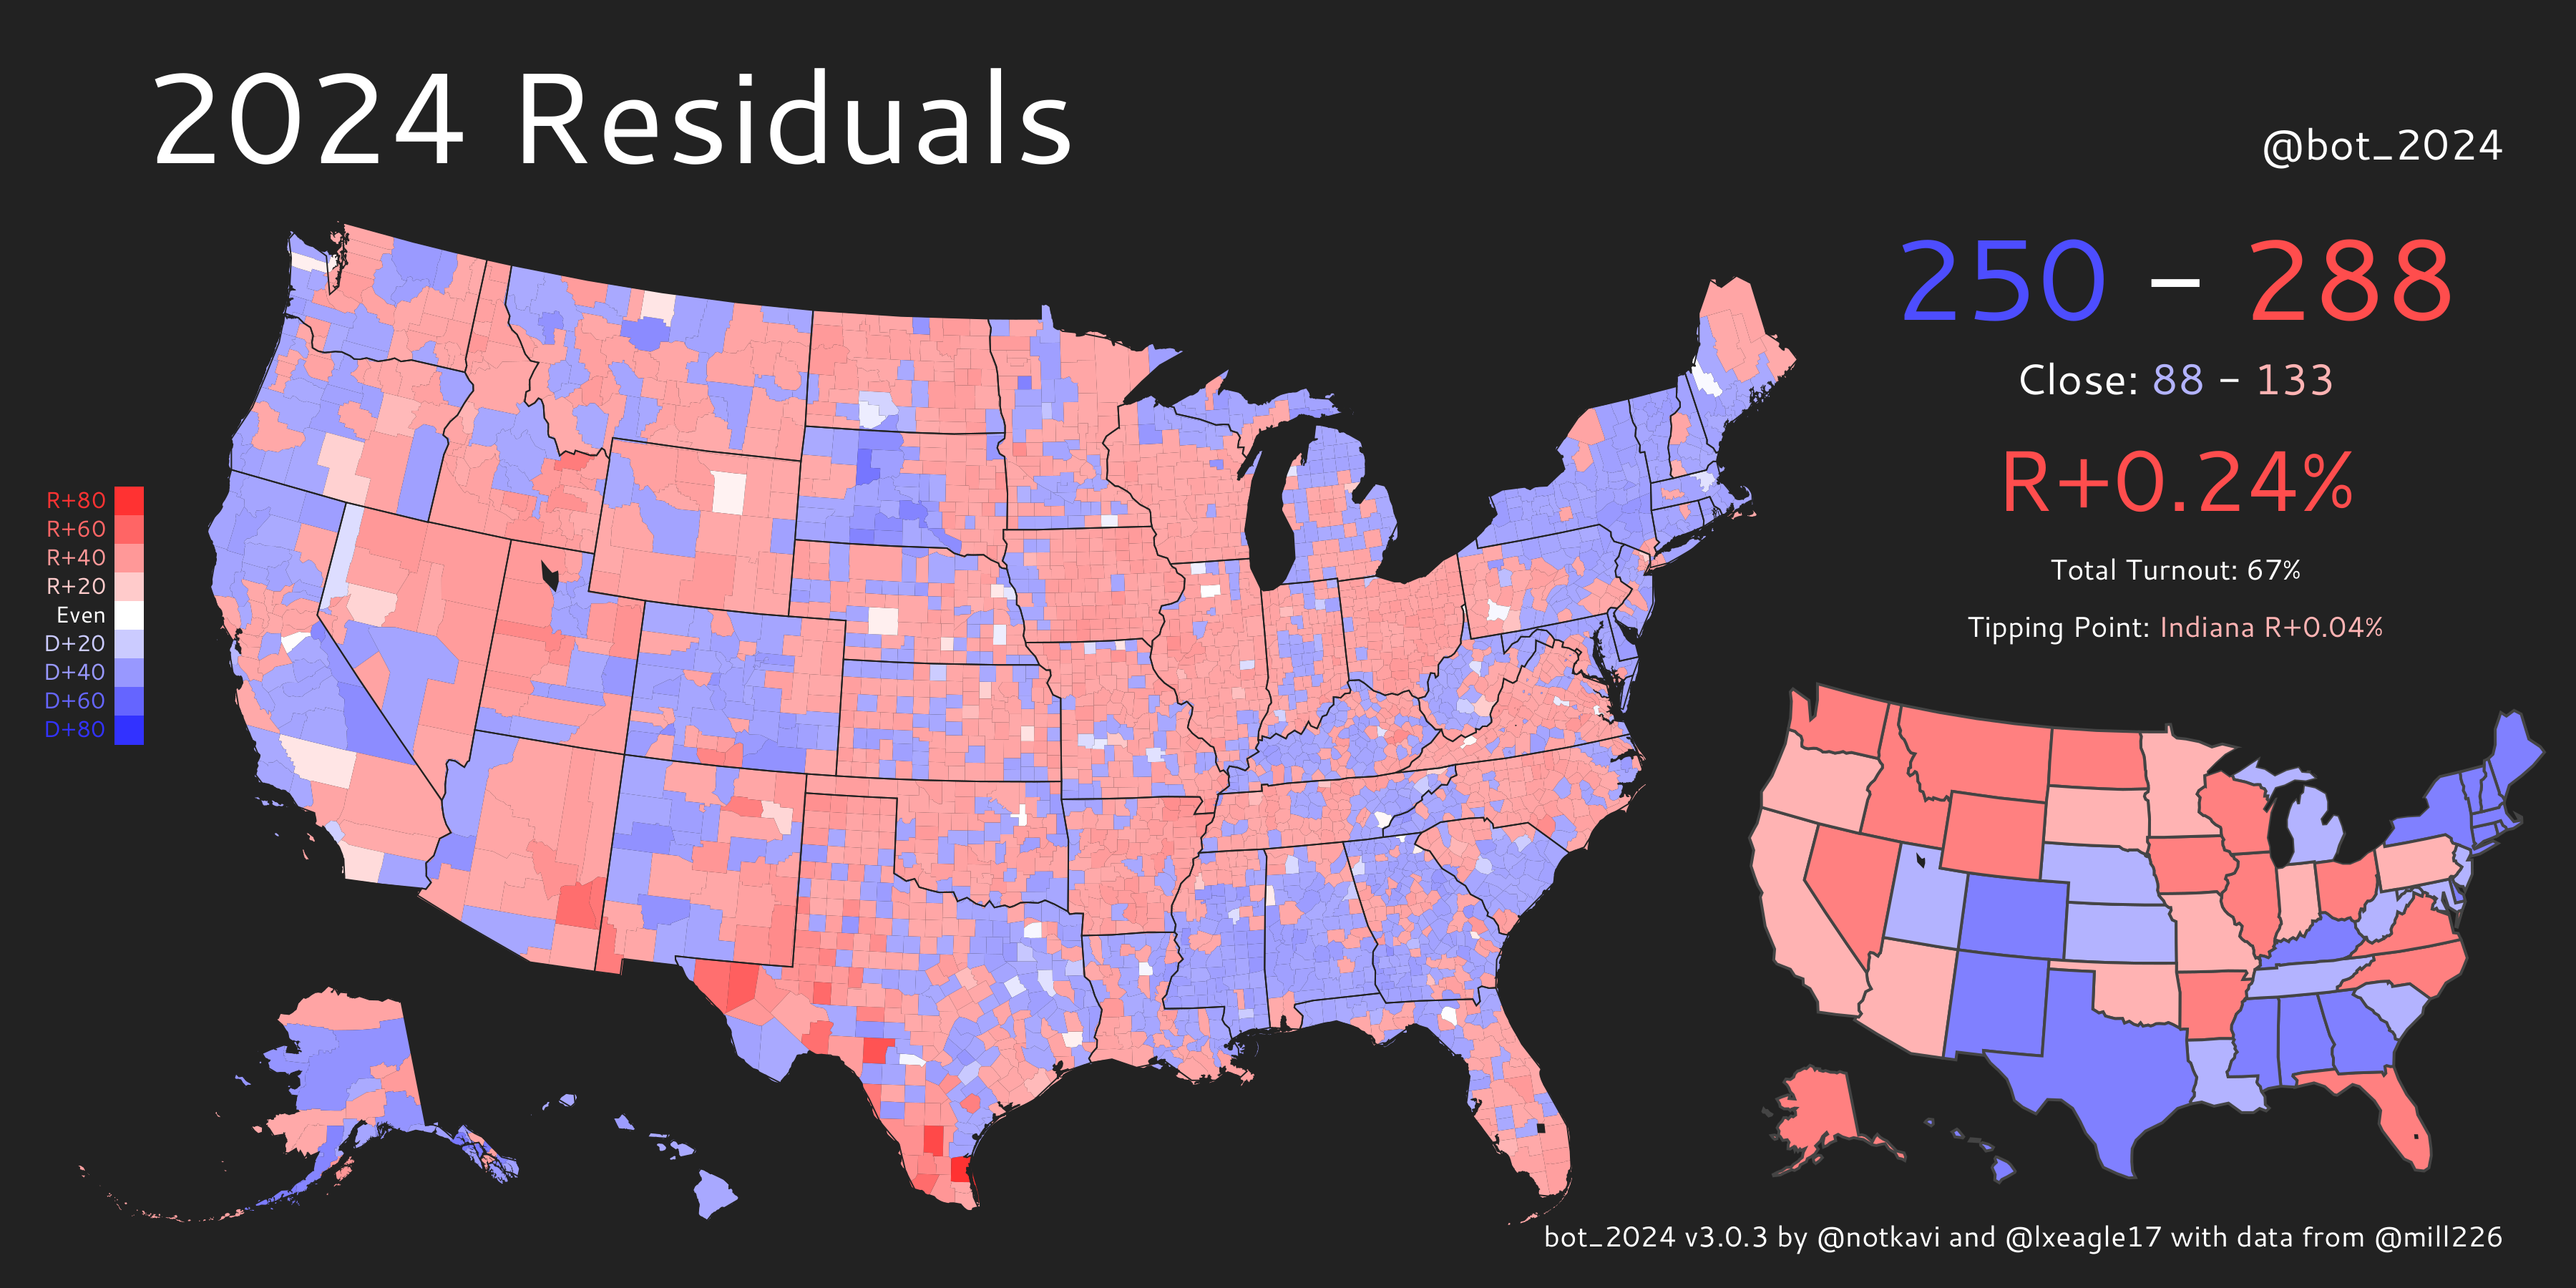 2024 Residuals
@bot_2024
250 – 288
Close: 88 – 133
R+0.24%
Total Turnout: 67%
Tipping Point: Indiana R+0.04%
R+80
R+60
R+40
R+20
Even
D+20
D+40
D+60
D+80
bot_2024 v3.0.3 by @notkavi and @lxeagle17 with data from @mill226